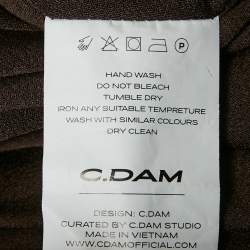 P
HAND WASH
DO NOT BLEACH
TUMBLE DRY
IRON ANY SUITABLE TEMPRETURE
WASH WITH SIMILAR COLOURS
DRY CLEAN
C.DAM
DESIGN: C.DAM
CURATED BY C.DAM STUDIO
MADE IN VIETNAM
WWW.CDAMOFFICIAL.COM